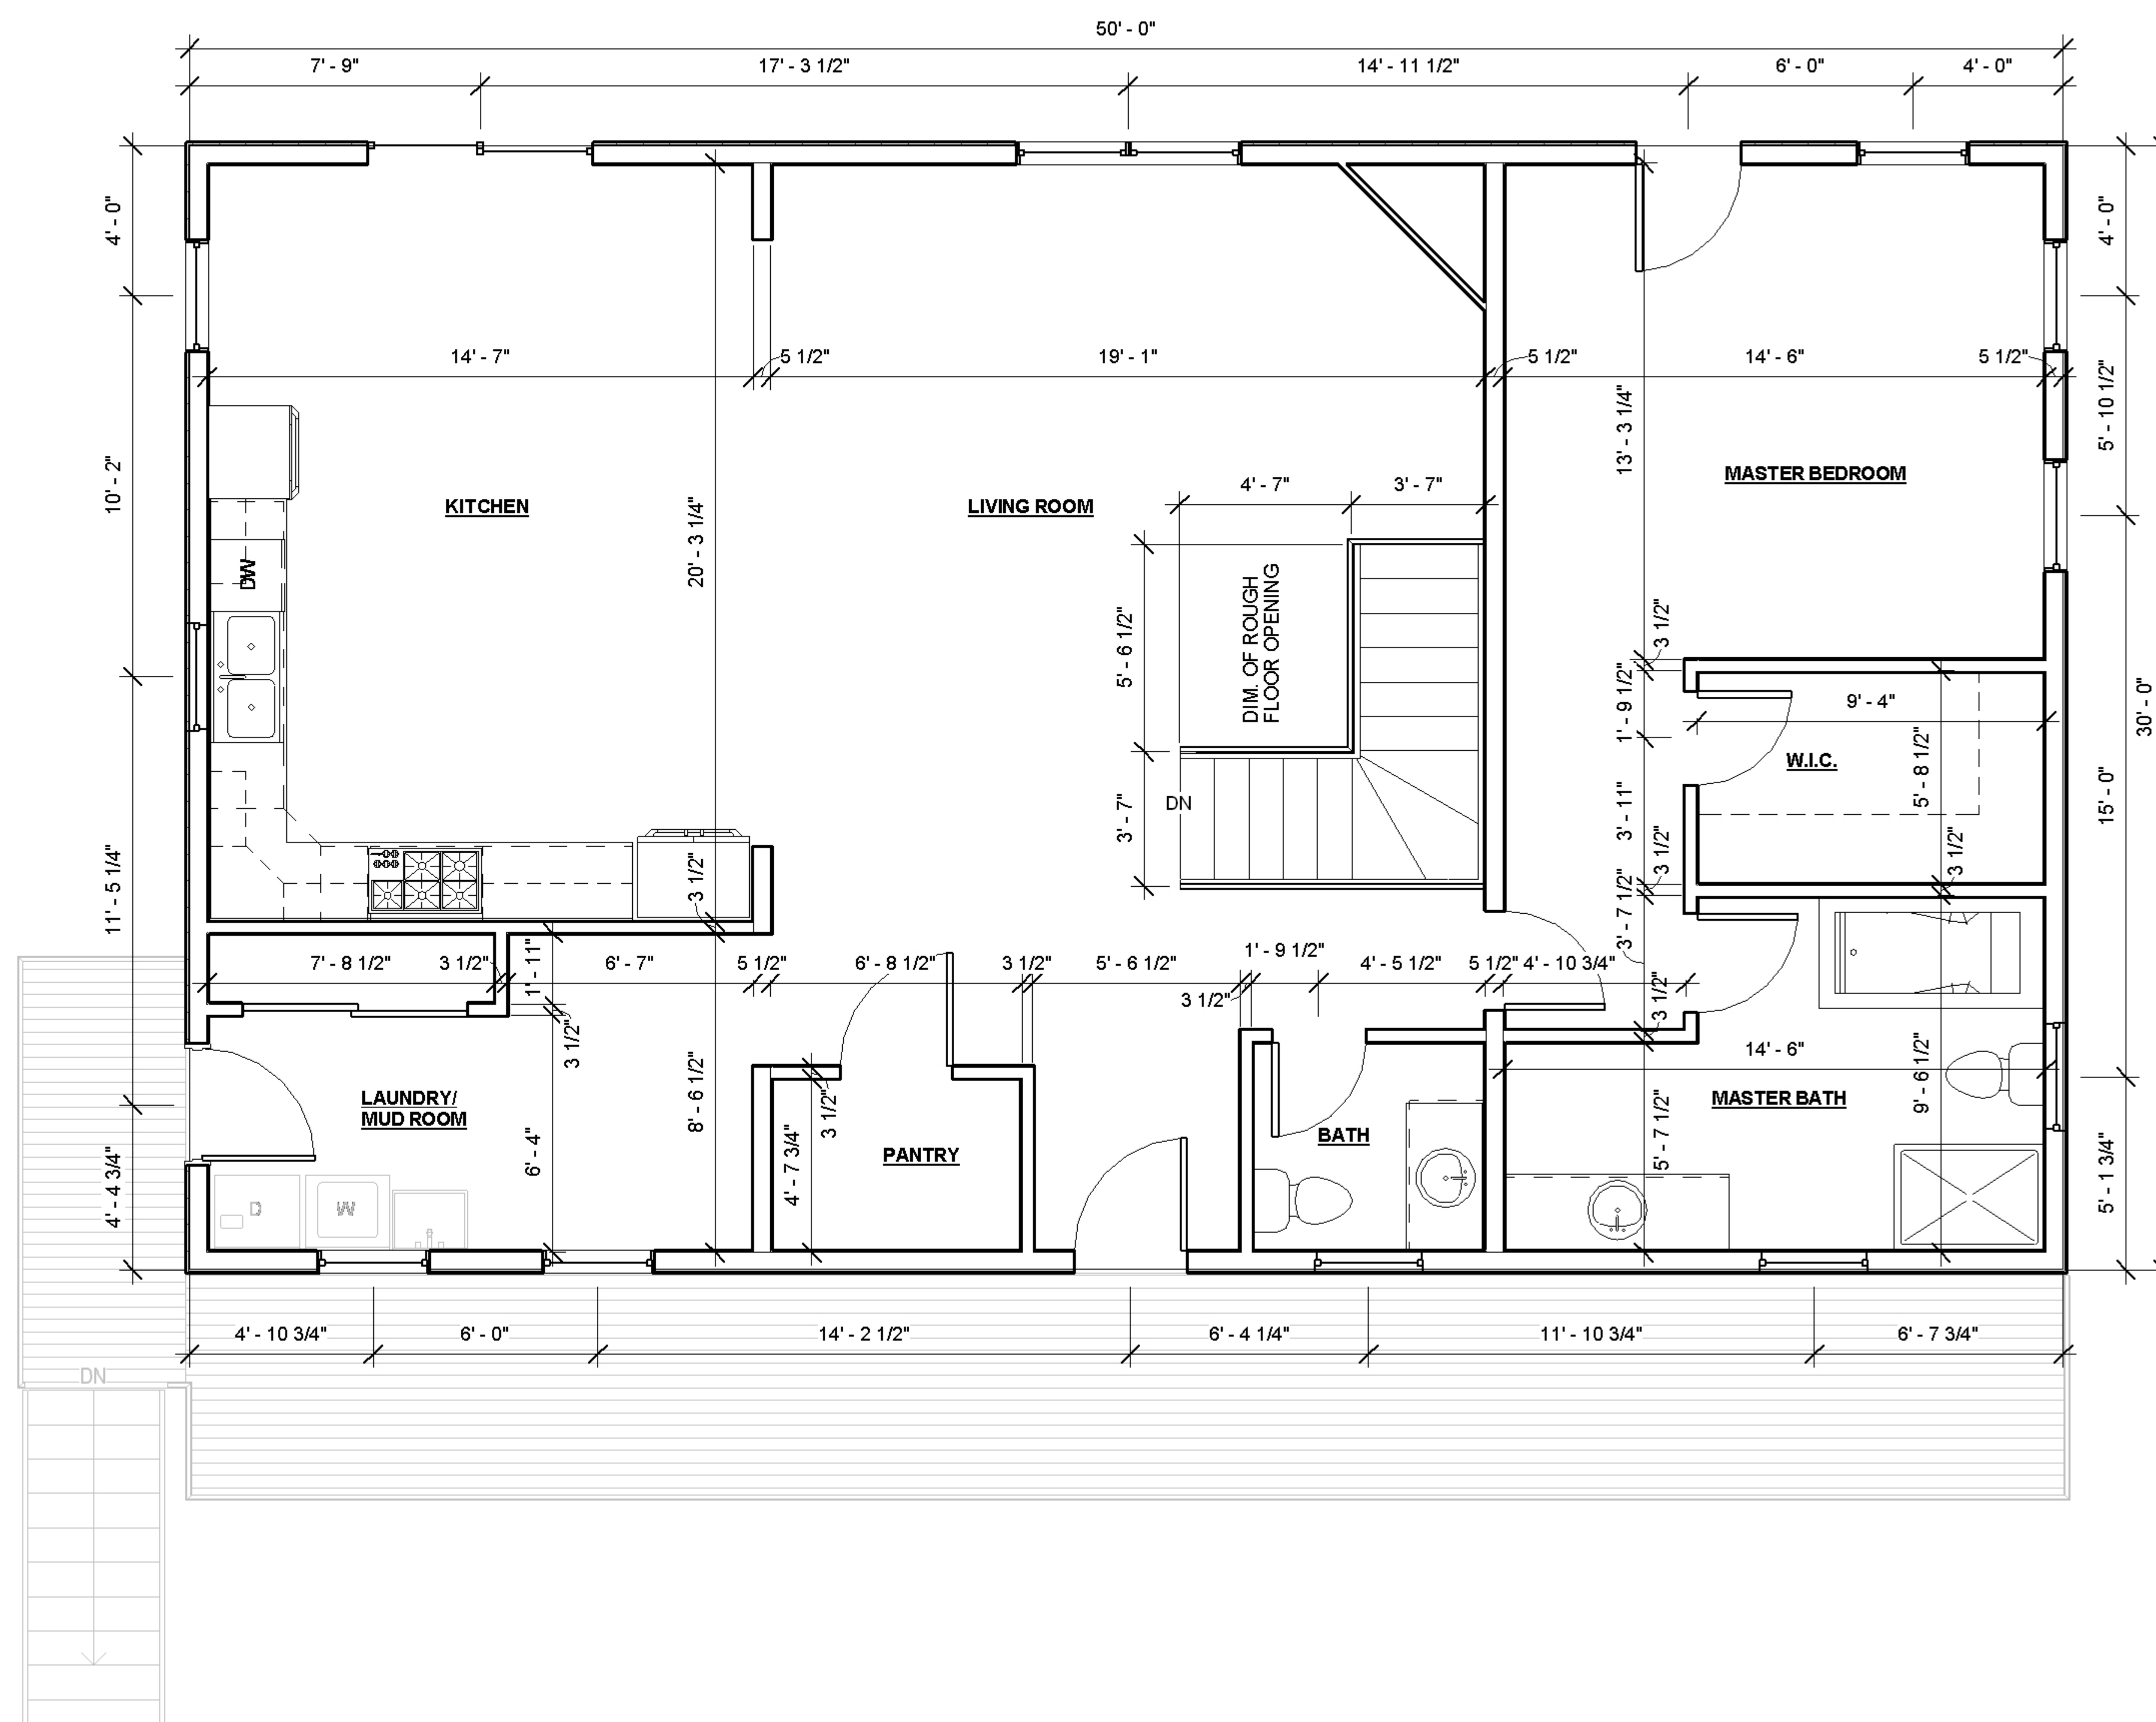 50' - 0"
7' - 9"
17' - 3 1/2"
14' - 11 1/2"
6' - 0"
4' - 0"
4' - 0"
4' - 0"
14' - 7"
5 1/2"
19' - 1"
5 1/2"
14' - 6"
5 1/2"
5' - 10 1/2"
13' - 3 1/4"
10' - 2"
KITCHEN
20' - 3 1/4"
LIVING ROOM
4' - 7"
3' - 7"
MASTER BEDROOM
DW
5' - 6 1/2"
DIM. OF ROUGH
FLOOR OPENING
3 1/2"
1' - 9 1/2"
9' - 4"
30' - 0"
W.I.C.
5' - 8 1/2"
15' - 0"
DN
3' - 7"
3' - 11"
11' - 5 1/4"
3 1/2"
3 1/2"
3 1/2"
3' - 7 1/2"
7' - 8 1/2"
3 1/2"
1' - 11"
6' - 7"
5 1/2"
6' - 8 1/2"
3 1/2"
5' - 6 1/2"
1' - 9 1/2"
3 1/2"
4' - 5 1/2"
5 1/2"
4' - 10 3/4"
3 1/2"
3 1/2"
14' - 6"
LAUNDRY/
MUD ROOM
8' - 6 1/2"
3 1/2"
9' - 6 1/2"
MASTER BATH
6' - 4"
PANTRY
BATH
5' - 7 1/2"
4' - 4 3/4"
4' - 7 3/4"
5' - 1 3/4"
D
W
4' - 10 3/4"
6' - 0"
14' - 2 1/2"
6' - 4 1/4"
11' - 10 3/4"
6' - 7 3/4"
DN